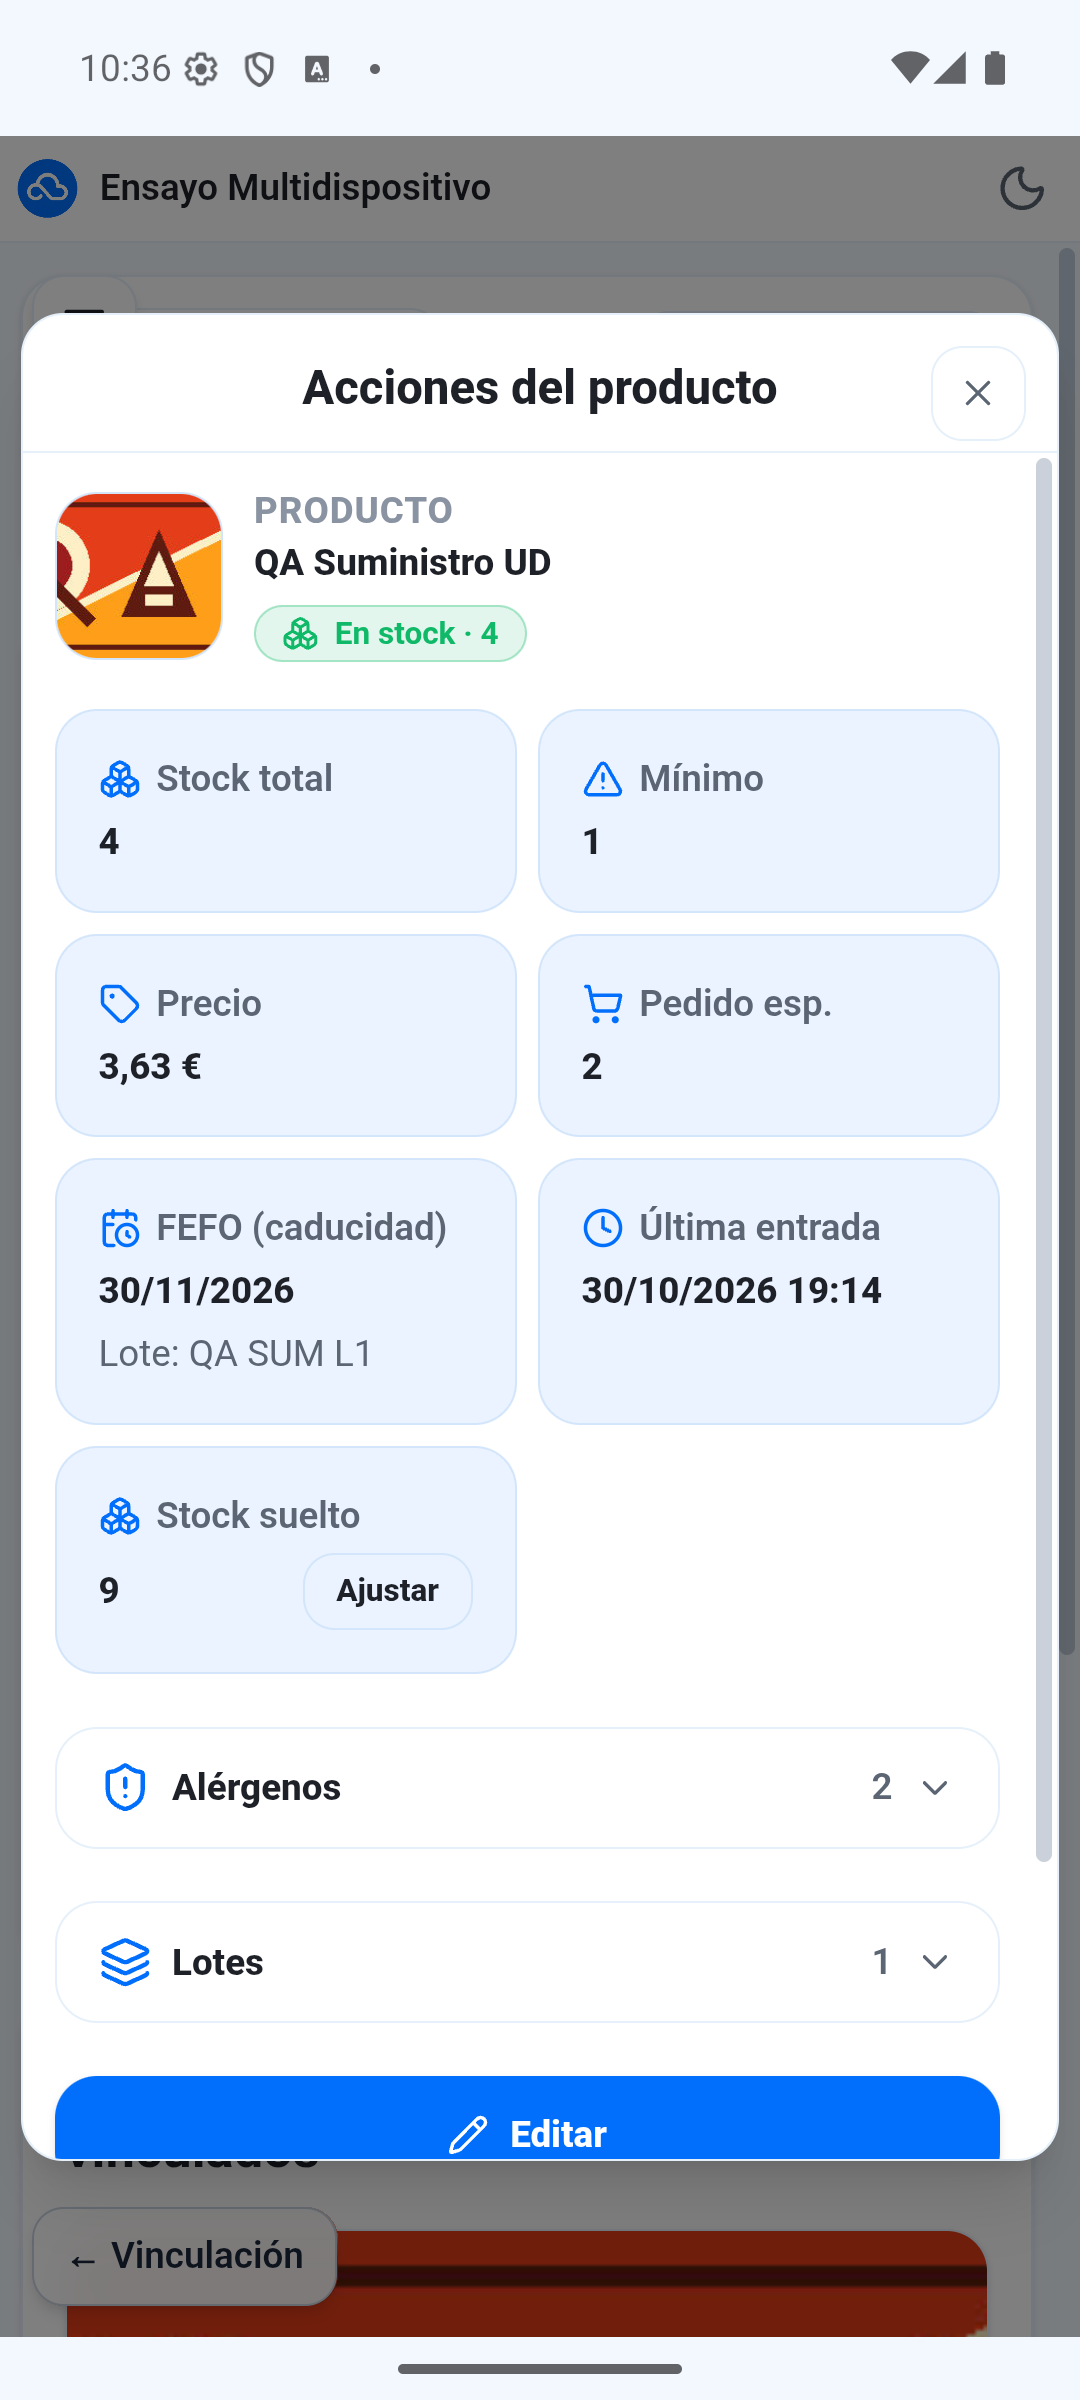 10:36
Ensayo Multidispositivo
Acciones del producto
PRODUCTO
QA Suministro UD
En stock · 4
Stock total
4
Mínimo
1
Precio
3,63 €
Pedido esp.
2
FEFO (caducidad)
30/11/2026
Lote: QA SUM L1
Última entrada
30/10/2026 19:14
Stock suelto
9
Ajustar
Alérgenos
2
Lotes
1
Editar
← Vinculación